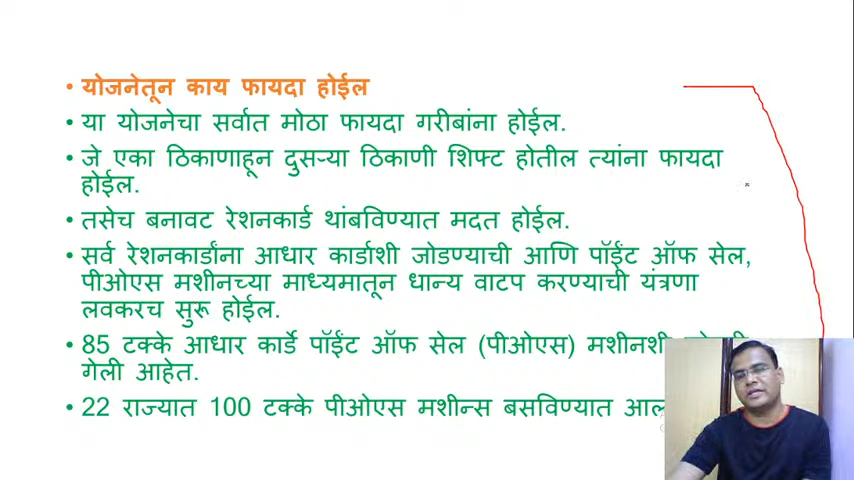 • योजनेतून काय फायदा होईल
• या योजनेचा सर्वात मोठा फायदा गरीबांना होईल.
• जे एका ठिकाणाहून दुसऱ्या ठिकाणी शिफ्ट होतील त्यांना फायदा
होईल.
• तसेच बनावट रेशनकार्ड थांबविण्यात मदत होईल.
• सर्व रेशनकार्डांना आधार कार्डाशी जोडण्याची आणि पॉईंट ऑफ सेल,
पीओएस मशीनच्या माध्यमातून धान्य वाटप करण्याची यंत्रणा
लवकरच सुरू होईल.
• 85 टक्के आधार कार्डे पॉईंट ऑफ सेल (पीओएस) मशीनशी
गेली आहेत.
• 22 राज्यात 100 टक्के पीओएस मशीन्स बसविण्यात